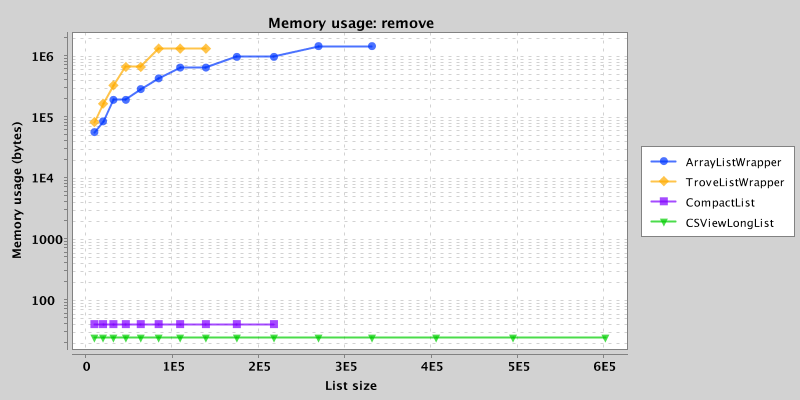 Memory usage: remove
Memory usage (bytes)
1E6
1E5
1E4
1000
100
0 1E5 2E5 3E5 4E5 5E5 6E5
List size
ArrayListWrapper
TroveListWrapper
CompactList
CSViewLongList